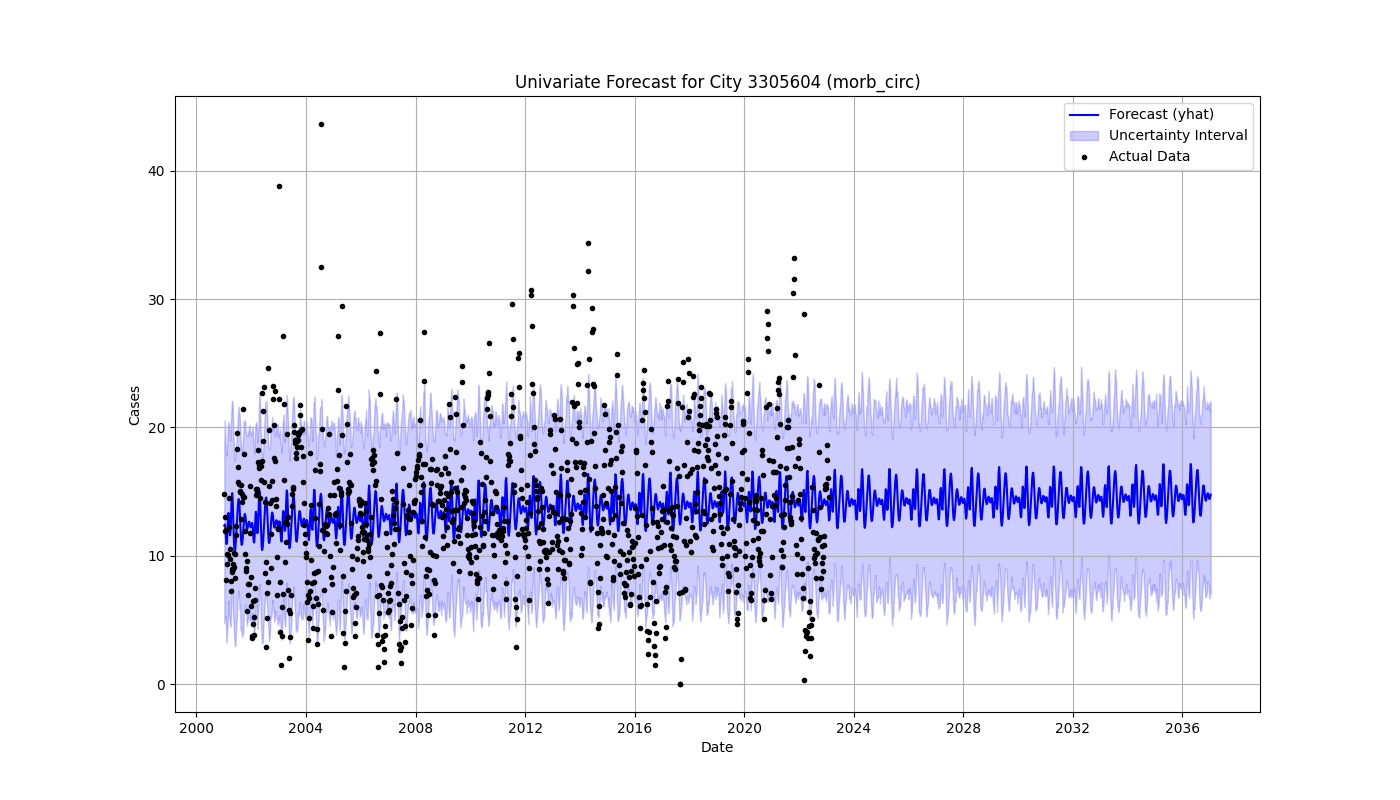 Univariate Forecast for City 3305604 (morb_circ)
Forecast (yhat)
Uncertainty Interval
Actual Data
Cases
40
30
20
10
0
2000 2004 2008 2012 2016 2020 2024 2028 2032 2036
Date